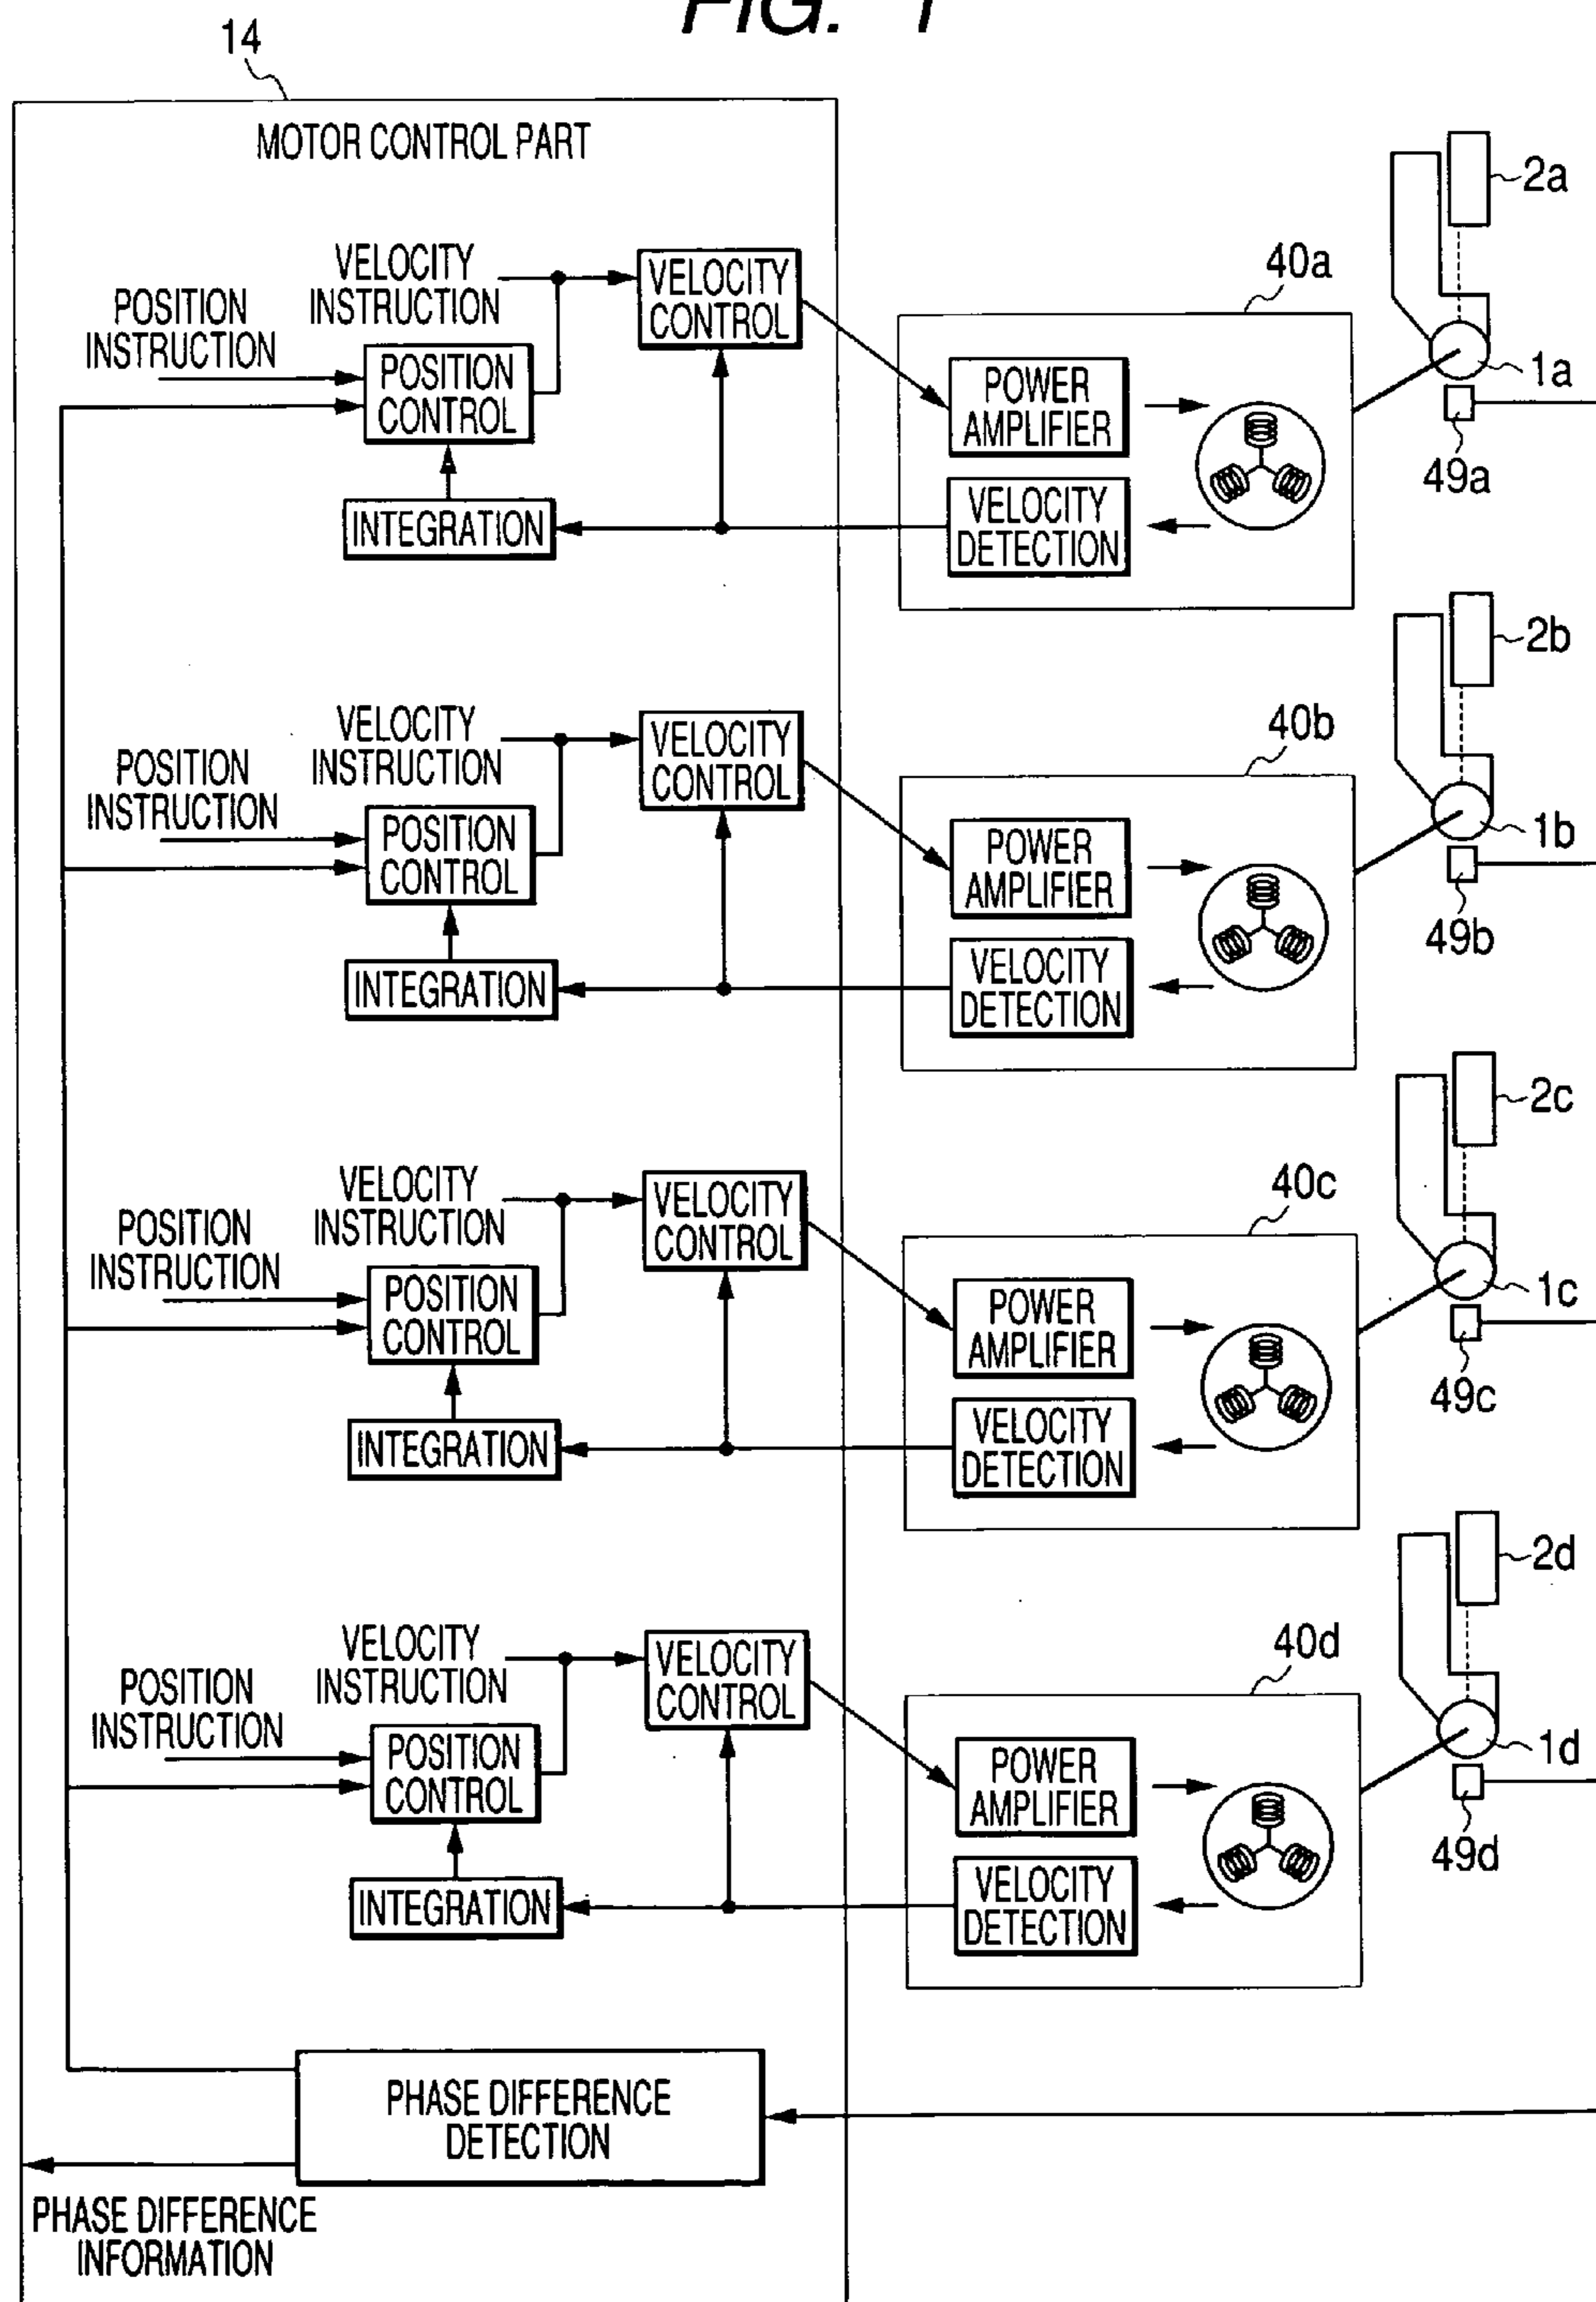 FIG. 1
14
MOTOR CONTROL PART
2a
40a
VELOCITY
INSTRUCTION
VELOCITY
CONTROL
POSITION
INSTRUCTION
POSITION
CONTROL
POWER
AMPLIFIER
1a
49a
INTEGRATION
VELOCITY
DETECTION
2b
40b
VELOCITY
INSTRUCTION
VELOCITY
CONTROL
POSITION
INSTRUCTION
POSITION
CONTROL
POWER
AMPLIFIER
1b
49b
INTEGRATION
VELOCITY
DETECTION
2c
40c
VELOCITY
INSTRUCTION
VELOCITY
CONTROL
POSITION
INSTRUCTION
POSITION
CONTROL
POWER
AMPLIFIER
1c
49c
INTEGRATION
VELOCITY
DETECTION
2d
40d
VELOCITY
INSTRUCTION
VELOCITY
CONTROL
POSITION
INSTRUCTION
POSITION
CONTROL
POWER
AMPLIFIER
1d
49d
INTEGRATION
VELOCITY
DETECTION
PHASE DIFFERENCE
DETECTION
PHASE DIFFERENCE
INFORMATION